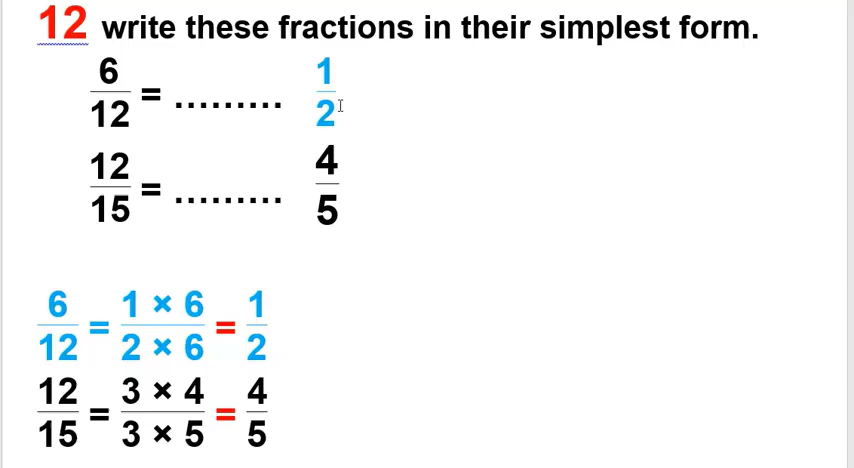 12 write these fractions in their simplest form.
6/12 = ......... 1/2
12/15 = ......... 4/5
6/12 = 1 × 6/2 × 6 = 1/2
12/15 = 3 × 4/3 × 5 = 4/5